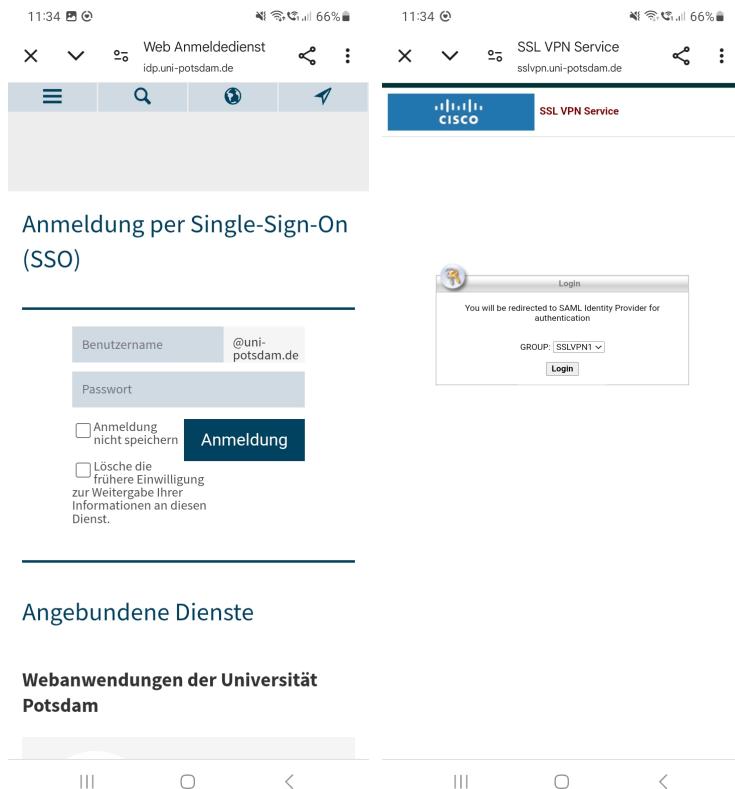 11:34
66%
Web Anmeldedienst
idp.uni-potsdam.de
Anmeldung per Single-Sign-On
(SSO)
Benutzername
@uni-
potsdam.de
Passwort
Anmeldung
nicht speichern
Anmeldung
Lösche die
frühere Einwilligung
zur Weitergabe Ihrer
Informationen an diesen
Dienst.
Angebundene Dienste
Webanwendungen der Universität
Potsdam
11:34
66%
SSL VPN Service
sslvpn.uni-potsdam.de
CISCO
SSL VPN Service
Login
You will be redirected to SAML Identity Provider for
authentication
GROUP: SSLVPN1
Login